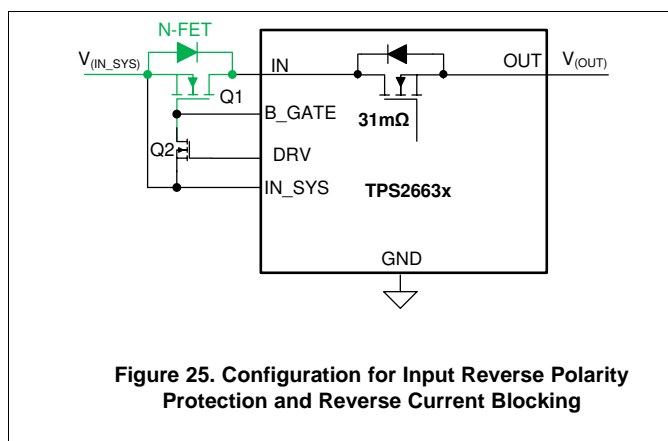 N-FET
V(IN_SYS)
IN
OUT
V(OUT)
Q1
B_GATE
31mΩ
Q2
DRV
IN_SYS
TPS2663x
GND
Figure 25. Configuration for Input Reverse Polarity
Protection and Reverse Current Blocking